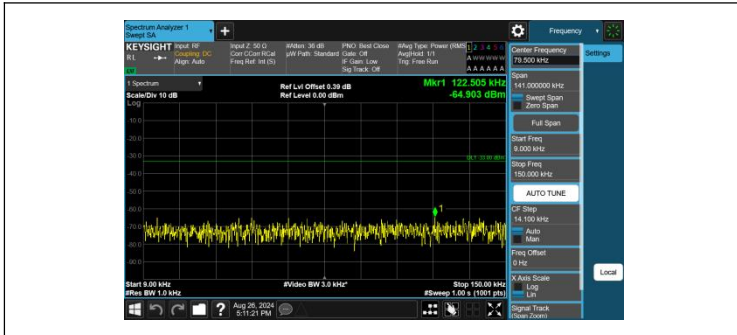 Spectrum Analyzer 1
Swept SA
+
Frequency
KEYSIGHT
Input: RF
Input Z: 50 Ω
#Atten: 36 dB
PNO: Best Close
#Avg Type: Power (RMS)
1 2 3 4 5 6
RL
Coupling: DC
Corr CCorr RCal
µW Path: Standard
Gate: Off
Avg|Hold: 1/1
A W W W W W
Align: Auto
Freq Ref: Int (S)
IF Gain: Low
Trig: Free Run
Sig Track: Off
A A A A A A
1 Spectrum
Scale/Div 10 dB
Ref Lvl Offset 0.39 dB
Ref Level 0.00 dBm
Mkr1 122.505 kHz
-64.903 dBm
Log
-10.0
-20.0
-30.0
-40.0
-50.0
-60.0
-70.0
-80.0
-90.0
1
Start 9.00 kHz
#Video BW 3.0 kHz*
Stop 150.00 kHz
#Res BW 1.0 kHz
#Sweep 1.00 s (1001 pts)
Center Frequency
79.500 kHz
Settings
Span
141.000000 kHz
Swept Span
Zero Span
Full Span
Start Freq
9.000 kHz
Stop Freq
150.000 kHz
AUTO TUNE
CF Step
14.100 kHz
Auto
Man
Freq Offset
0 Hz
X Axis Scale
Log
Lin
Local
Signal Track
(Span Zoom)
?
Aug 26, 2024
5:11:21 PM